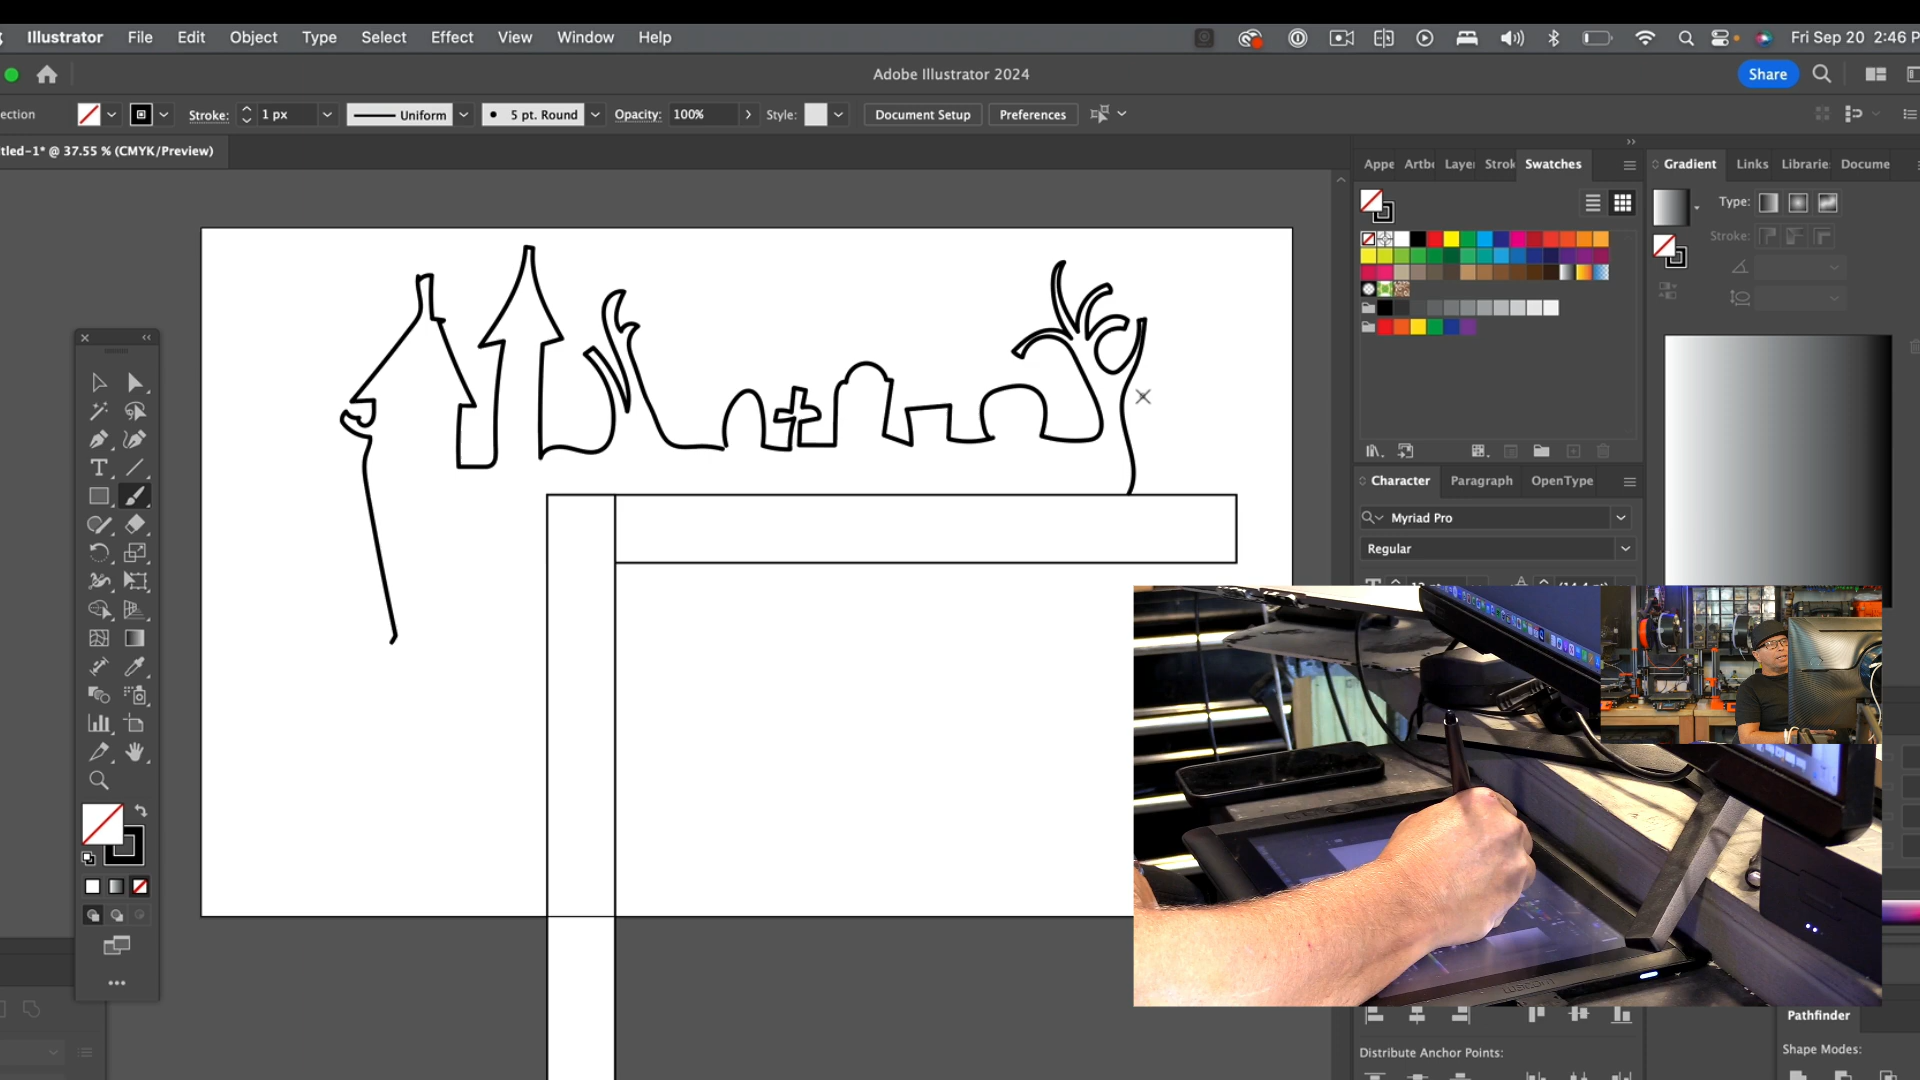 Illustrator File Edit Object Type Select Effect View Window Help Fri Sep 20 2:46 P
Adobe Illustrator 2024 Share
ection Stroke: 1 px Uniform 5 pt. Round Opacity: 100% Style: Document Setup Preferences
tled-1* @ 37.55 % (CMYK/Preview)
Appe Artb Laye Strok Swatches Gradient Links Librarie Docume
Type:
Stroke:
Character Paragraph OpenType
Myriad Pro
Regular
Pathfinder
Distribute Anchor Points: Shape Modes: